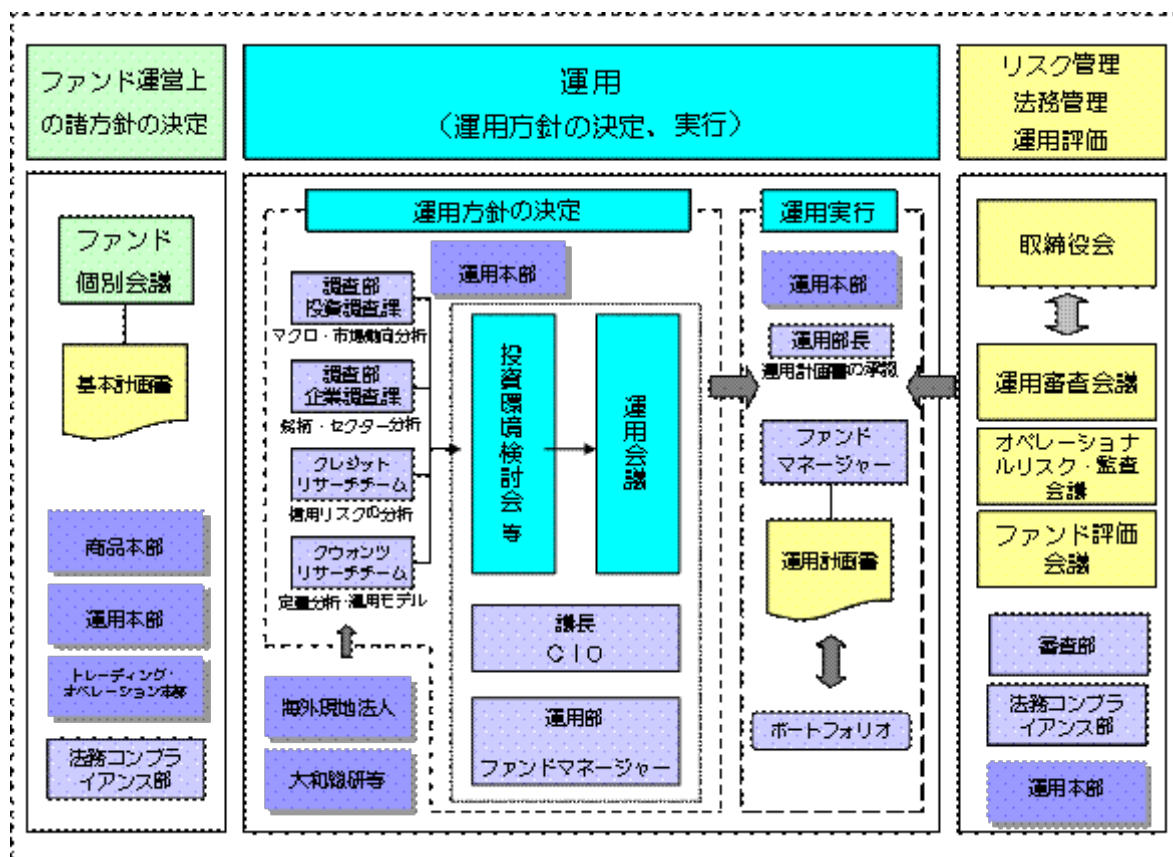 ファンド運営上
の諸方針の決定
運用
(運用方針の決定、実行)
リスク管理
法務管理
運用評価
ファンド
個別会議
基本計画書
商品本部
運用本部
トレーディング・
オペレーション本部
法務コンプラ
イアンス部
運用方針の決定
運用本部
調査部
投資調査課
マクロ・市場動向分析
調査部
企業調査課
銘柄・セクター分析
クレジット
リサーチチーム
信用リスクの分析
クウォンツ
リサーチチーム
定量分析・運用モデル
海外現地法人
大和総研等
投資環境検討会 等
運用会議
議長
CIO
運用部
ファンドマネージャー
運用実行
運用本部
運用部長
運用計画書の承認
ファンド
マネージャー
運用計画書
ポートフォリオ
取締役会
運用審査会議
オペレーショナ
ルリスク・監査
会議
ファンド評価
会議
審査部
法務コンプラ
イアンス部
運用本部